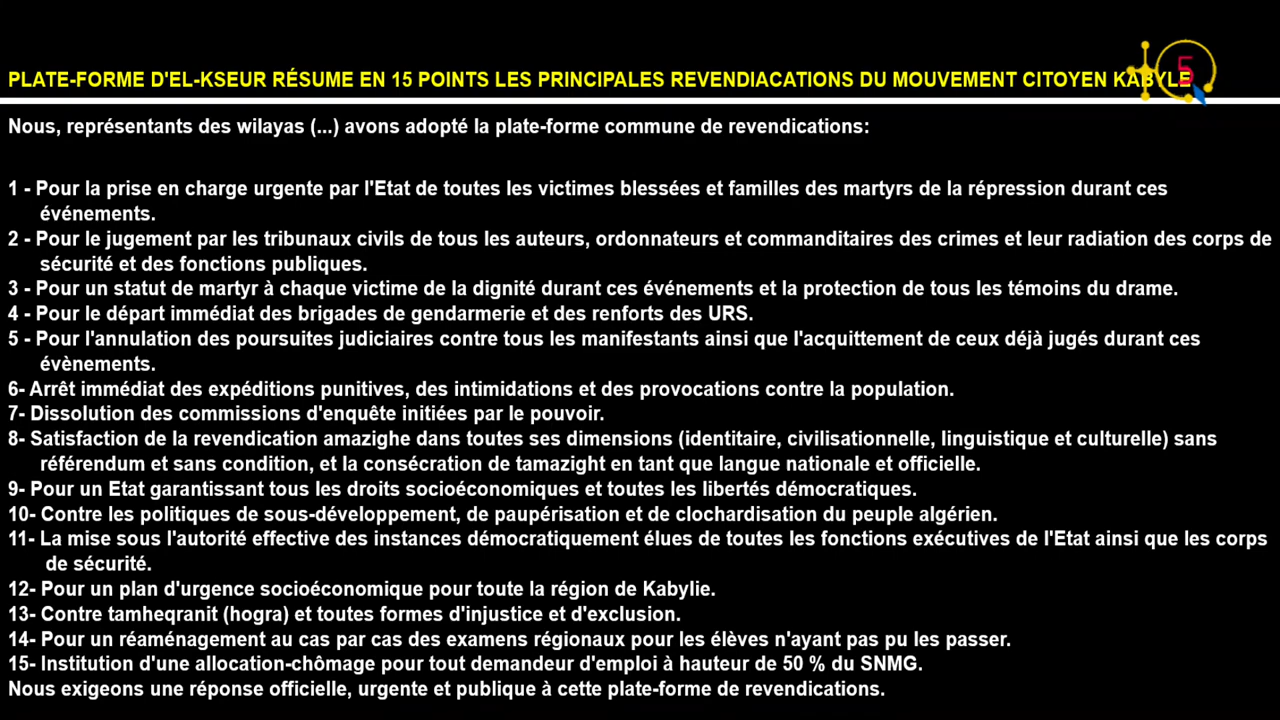 PLATE-FORME D'EL-KSEUR RÉSUME EN 15 POINTS LES PRINCIPALES REVENDIACATIONS DU MOUVEMENT CITOYEN KABYLE
5
Nous, représentants des wilayas (...) avons adopté la plate-forme commune de revendications:
1 - Pour la prise en charge urgente par l'Etat de toutes les victimes blessées et familles des martyrs de la répression durant ces
événements.
2 - Pour le jugement par les tribunaux civils de tous les auteurs, ordonnateurs et commanditaires des crimes et leur radiation des corps de
sécurité et des fonctions publiques.
3 - Pour un statut de martyr à chaque victime de la dignité durant ces événements et la protection de tous les témoins du drame.
4 - Pour le départ immédiat des brigades de gendarmerie et des renforts des URS.
5 - Pour l'annulation des poursuites judiciaires contre tous les manifestants ainsi que l'acquittement de ceux déjà jugés durant ces
évènements.
6- Arrêt immédiat des expéditions punitives, des intimidations et des provocations contre la population.
7- Dissolution des commissions d'enquête initiées par le pouvoir.
8- Satisfaction de la revendication amazighe dans toutes ses dimensions (identitaire, civilisationnelle, linguistique et culturelle) sans
référendum et sans condition, et la consécration de tamazight en tant que langue nationale et officielle.
9- Pour un Etat garantissant tous les droits socioéconomiques et toutes les libertés démocratiques.
10- Contre les politiques de sous-développement, de paupérisation et de clochardisation du peuple algérien.
11- La mise sous l'autorité effective des instances démocratiquement élues de toutes les fonctions exécutives de l'Etat ainsi que les corps
de sécurité.
12- Pour un plan d'urgence socioéconomique pour toute la région de Kabylie.
13- Contre tamheqranit (hogra) et toutes formes d'injustice et d'exclusion.
14- Pour un réaménagement au cas par cas des examens régionaux pour les élèves n'ayant pas pu les passer.
15- Institution d'une allocation-chômage pour tout demandeur d'emploi à hauteur de 50 % du SNMG.
Nous exigeons une réponse officielle, urgente et publique à cette plate-forme de revendications.